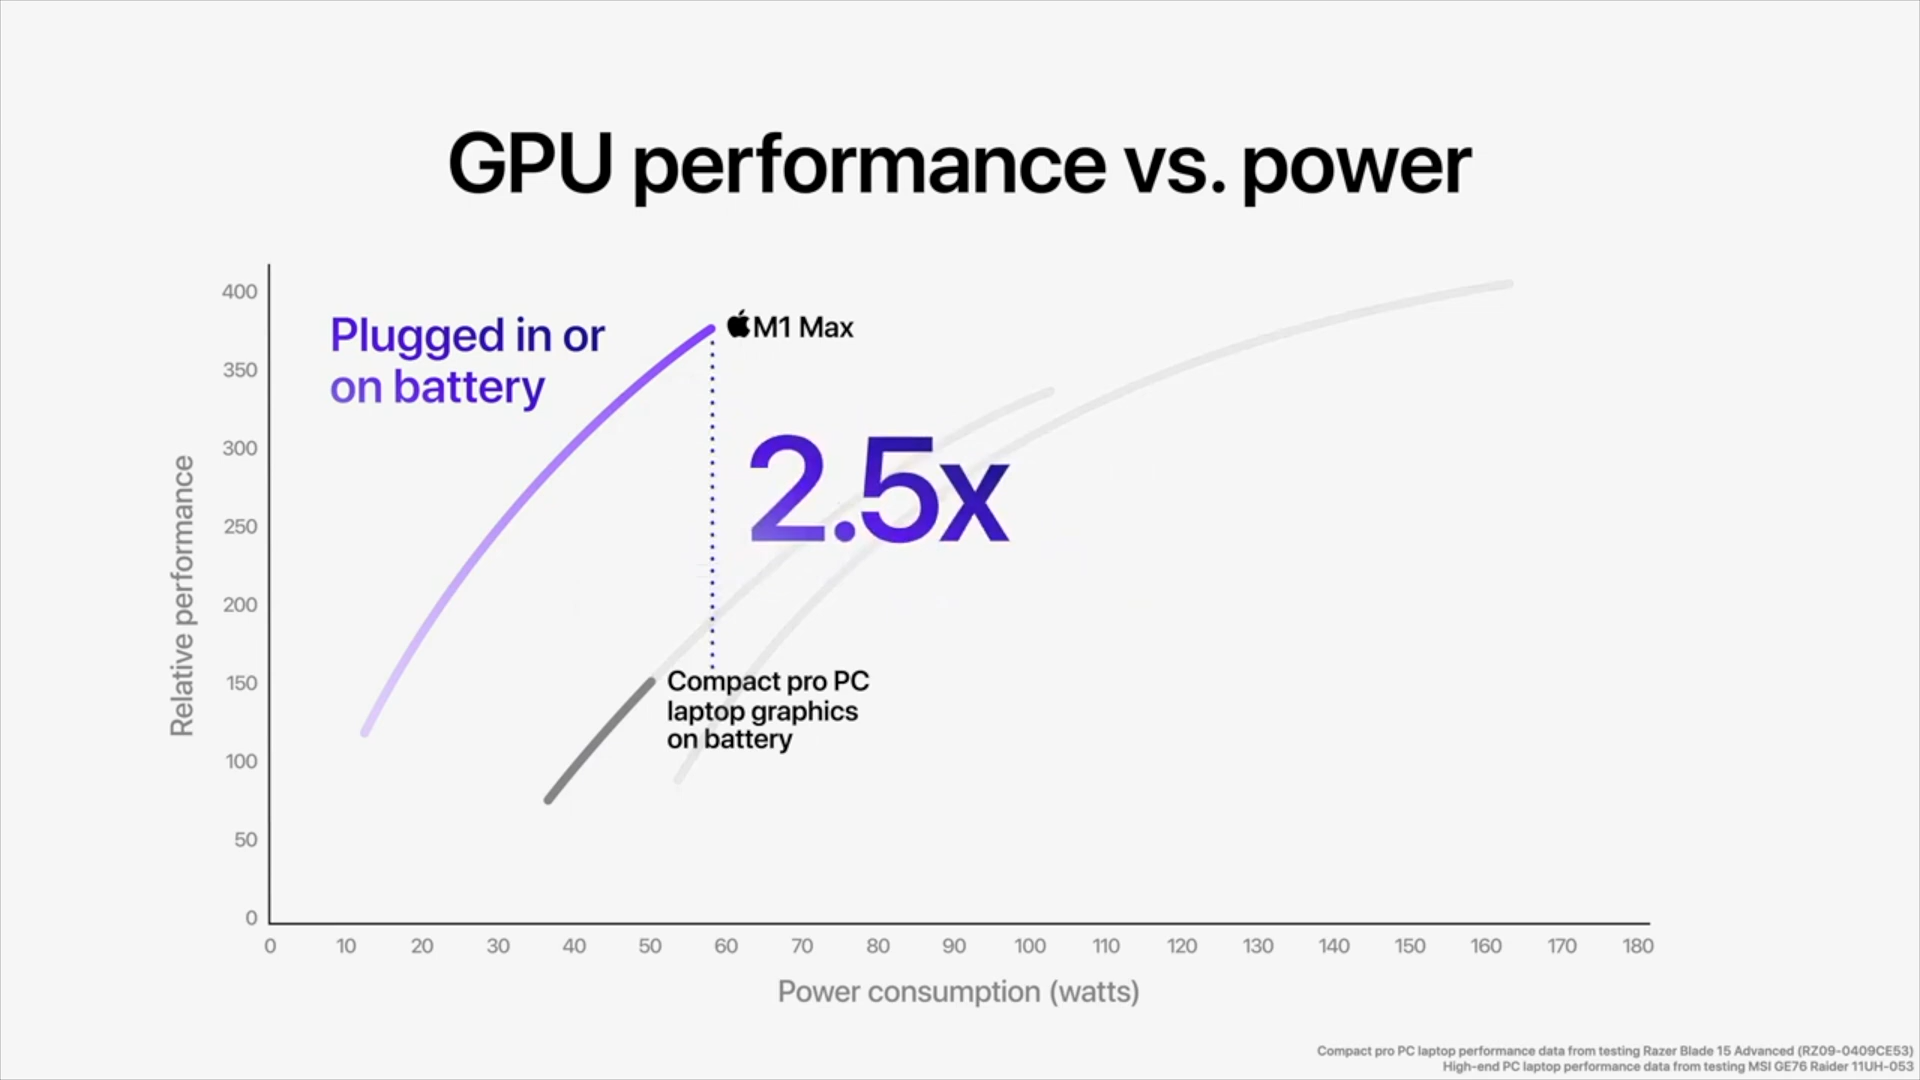 GPU performance vs. power
400
350
300
250
200
150
100
50
0
Relative performance
Plugged in or
on battery
M1 Max
2.5x
Compact pro PC
laptop graphics
on battery
0 10 20 30 40 50 60 70 80 90 100 110 120 130 140 150 160 170 180
Power consumption (watts)
Compact pro PC laptop performance data from testing Razer Blade 15 Advanced (RZ09-0409CE53)
High-end PC laptop performance data from testing MSI GE76 Raider 11UH-053